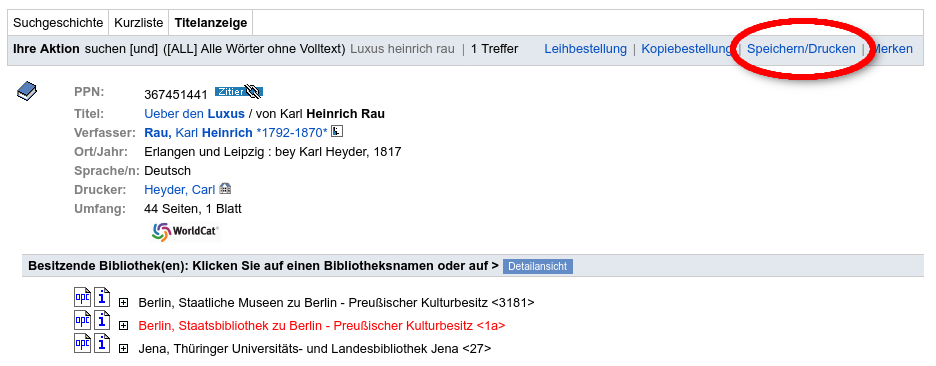 Suchgeschichte Kurzliste Titelanzeige
Ihre Aktion suchen [und] ([ALL] Alle Wörter ohne Volltext) Luxus heinrich rau | 1 Treffer Leihbestellung | Kopiebestellung | Speichern/Drucken | Merken
PPN: 367451441 Zitier
Titel: Ueber den Luxus / von Karl Heinrich Rau
Verfasser: Rau, Karl Heinrich *1792-1870*
Ort/Jahr: Erlangen und Leipzig : bey Karl Heyder, 1817
Sprache/n: Deutsch
Drucker: Heyder, Carl
Umfang: 44 Seiten, 1 Blatt
WorldCat
Besitzende Bibliothek(en): Klicken Sie auf einen Bibliotheksnamen oder auf > Detailansicht
opc i Berlin, Staatliche Museen zu Berlin - Preußischer Kulturbesitz <3181>
opc i Berlin, Staatsbibliothek zu Berlin - Preußischer Kulturbesitz <1a>
opc i Jena, Thüringer Universitäts- und Landesbibliothek Jena <27>